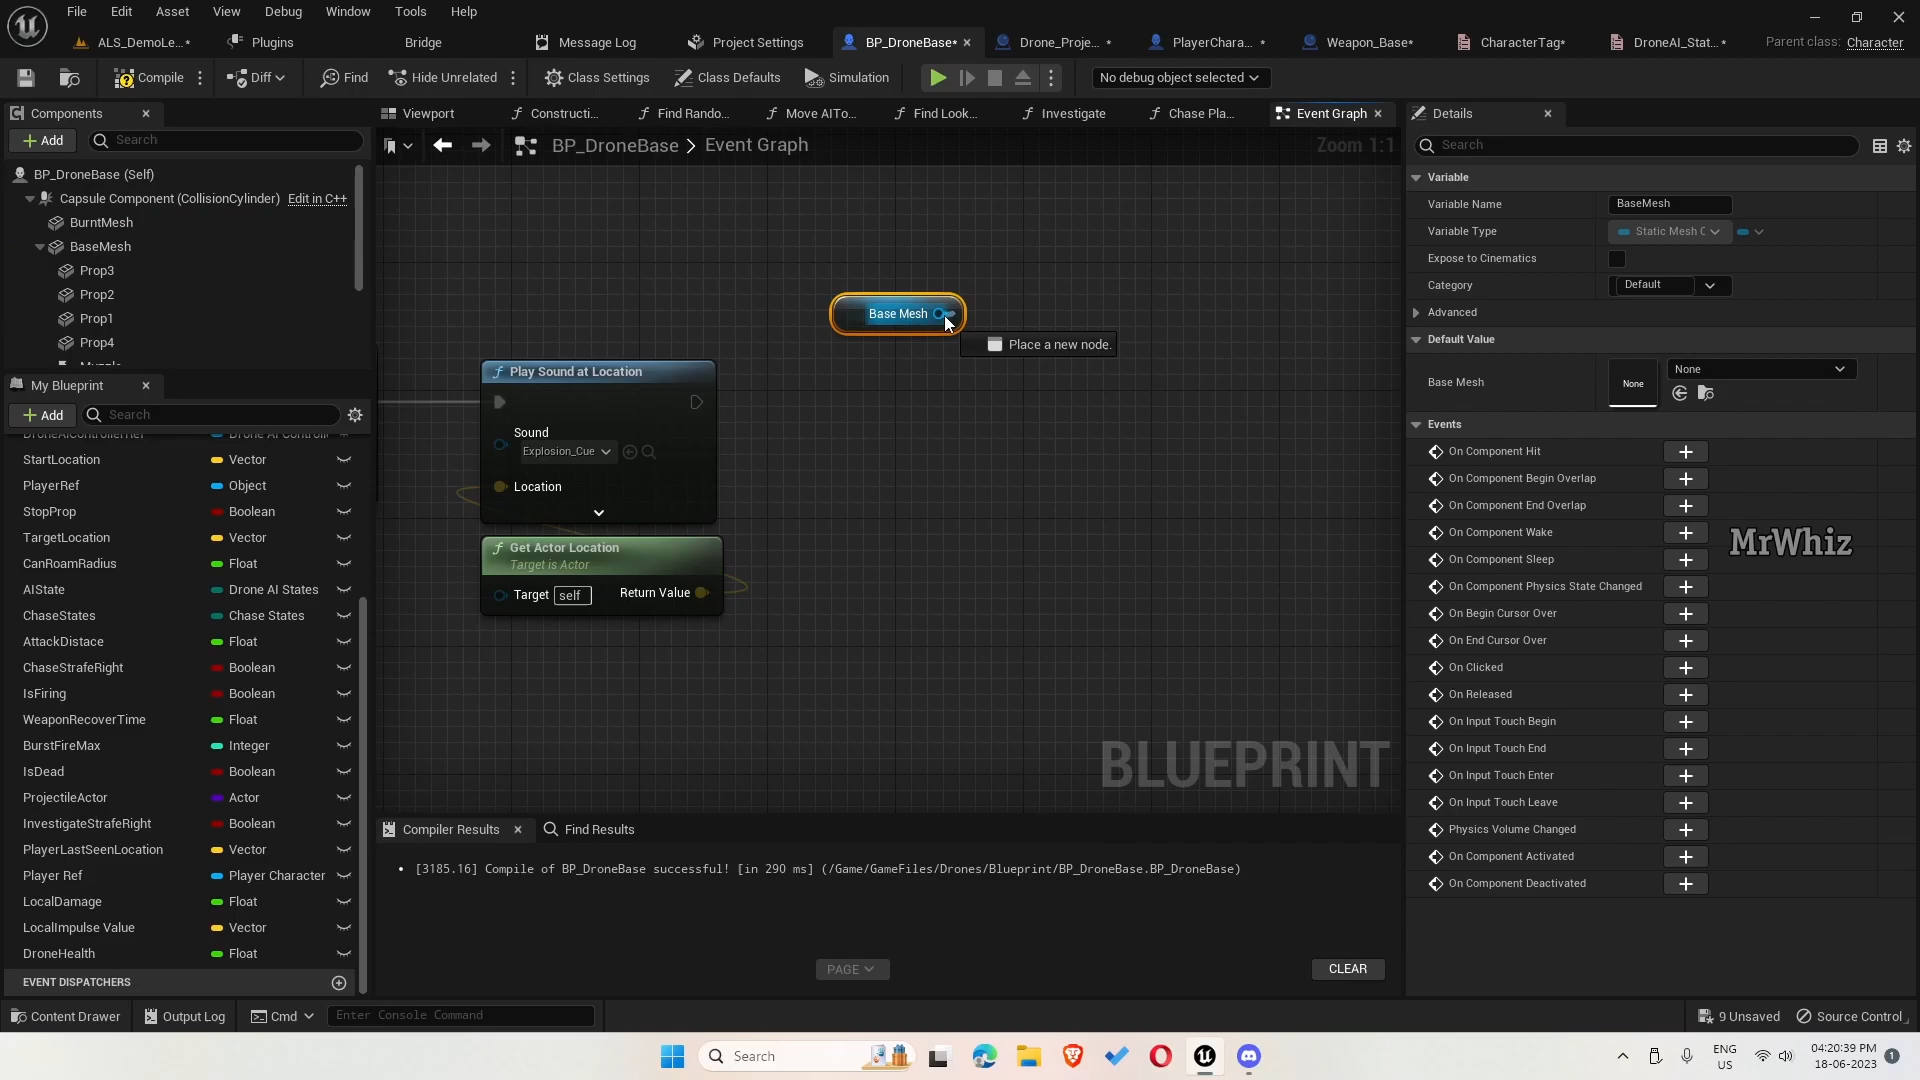 File Edit Asset View Debug Window Tools Help
ALS_DemoLe...* Plugins Bridge Message Log Project Settings BP_DroneBase* Drone_Proje... * PlayerChara... * Weapon_Base* CharacterTag* DroneAI_Stat...* Parent class: Character
Compile Diff Find Hide Unrelated Class Settings Class Defaults Simulation No debug object selected
Components Viewport Constructi... Find Rando... Move AITo... Find Look... Investigate Chase Pla... Event Graph Details
Add Search BP_DroneBase > Event Graph Zoom 1:1 Search
BP_DroneBase (Self)
Capsule Component (CollisionCylinder) Edit in C++
BurntMesh
BaseMesh
Prop3
Prop2
Prop1
Prop4
My Blueprint
Add Search
StartLocation Vector
PlayerRef Object
StopProp Boolean
TargetLocation Vector
CanRoamRadius Float
AIState Drone AI States
ChaseStates Chase States
AttackDistace Float
ChaseStrafeRight Boolean
IsFiring Boolean
WeaponRecoverTime Float
BurstFireMax Integer
IsDead Boolean
ProjectileActor Actor
InvestigateStrafeRight Boolean
PlayerLastSeenLocation Vector
Player Ref Player Character
LocalDamage Float
LocalImpulse Value Vector
DroneHealth Float
EVENT DISPATCHERS
Base Mesh
Place a new node.
Play Sound at Location
Sound
Explosion_Cue
Location
Get Actor Location
Target is Actor
Target self Return Value
BLUEPRINT
Compiler Results Find Results
• [3185.16] Compile of BP_DroneBase successful! [in 290 ms] (/Game/GameFiles/Drones/Blueprint/BP_DroneBase.BP_DroneBase)
PAGE CLEAR
Variable
Variable Name BaseMesh
Variable Type Static Mesh C
Expose to Cinematics
Category Default
Advanced
Default Value
Base Mesh None None
Events
On Component Hit
On Component Begin Overlap
On Component End Overlap
On Component Wake
On Component Sleep
On Component Physics State Changed
On Begin Cursor Over
On End Cursor Over
On Clicked
On Released
On Input Touch Begin
On Input Touch End
On Input Touch Enter
On Input Touch Leave
Physics Volume Changed
On Component Activated
On Component Deactivated
MrWhiz
Content Drawer Output Log Cmd Enter Console Command 9 Unsaved Source Control
Search ENG US 04:20:39 PM 18-06-2023 1